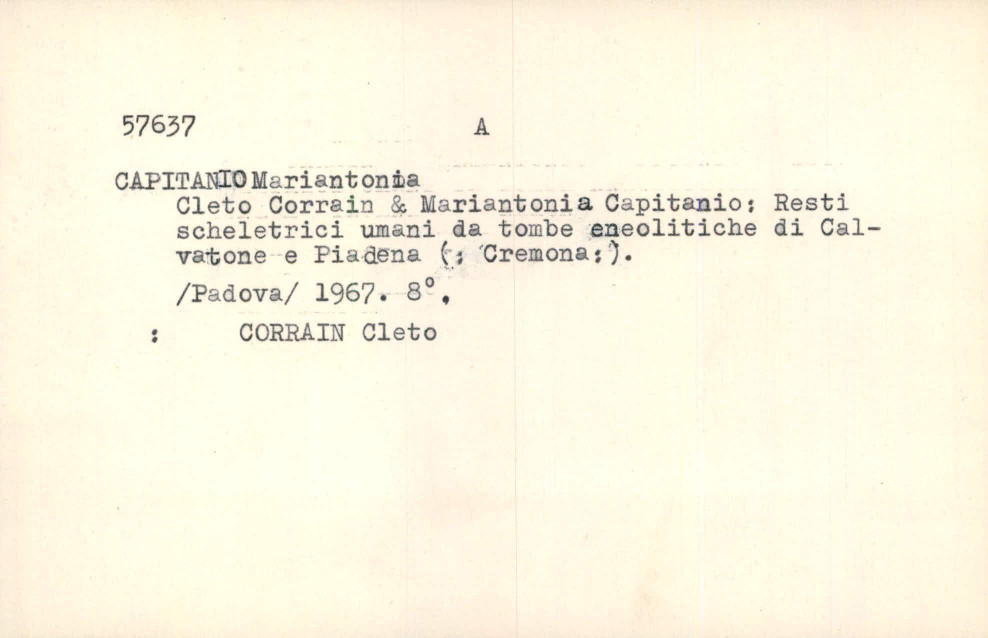 57637 A
CAPITANIO Mariantonia
Cleto Corrain & Mariantonia Capitanio: Resti
scheletrici umani da tombe eneolitiche di Cal-
vatone e Piadena (: Cremona:).
/Padova/ 1967. 8°.
: CORRAIN Cleto